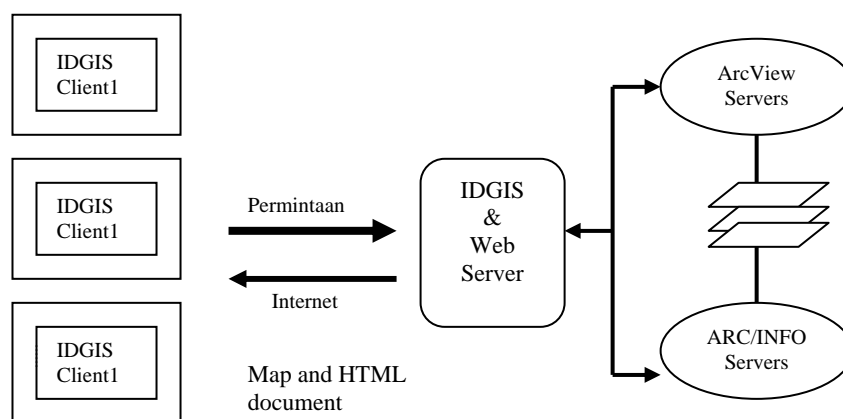 IDGIS
Client1
IDGIS
Client1
IDGIS
Client1
Permintaan
Internet
Map and HTML
document
IDGIS
&
Web
Server
ArcView
Servers
ARC/INFO
Servers